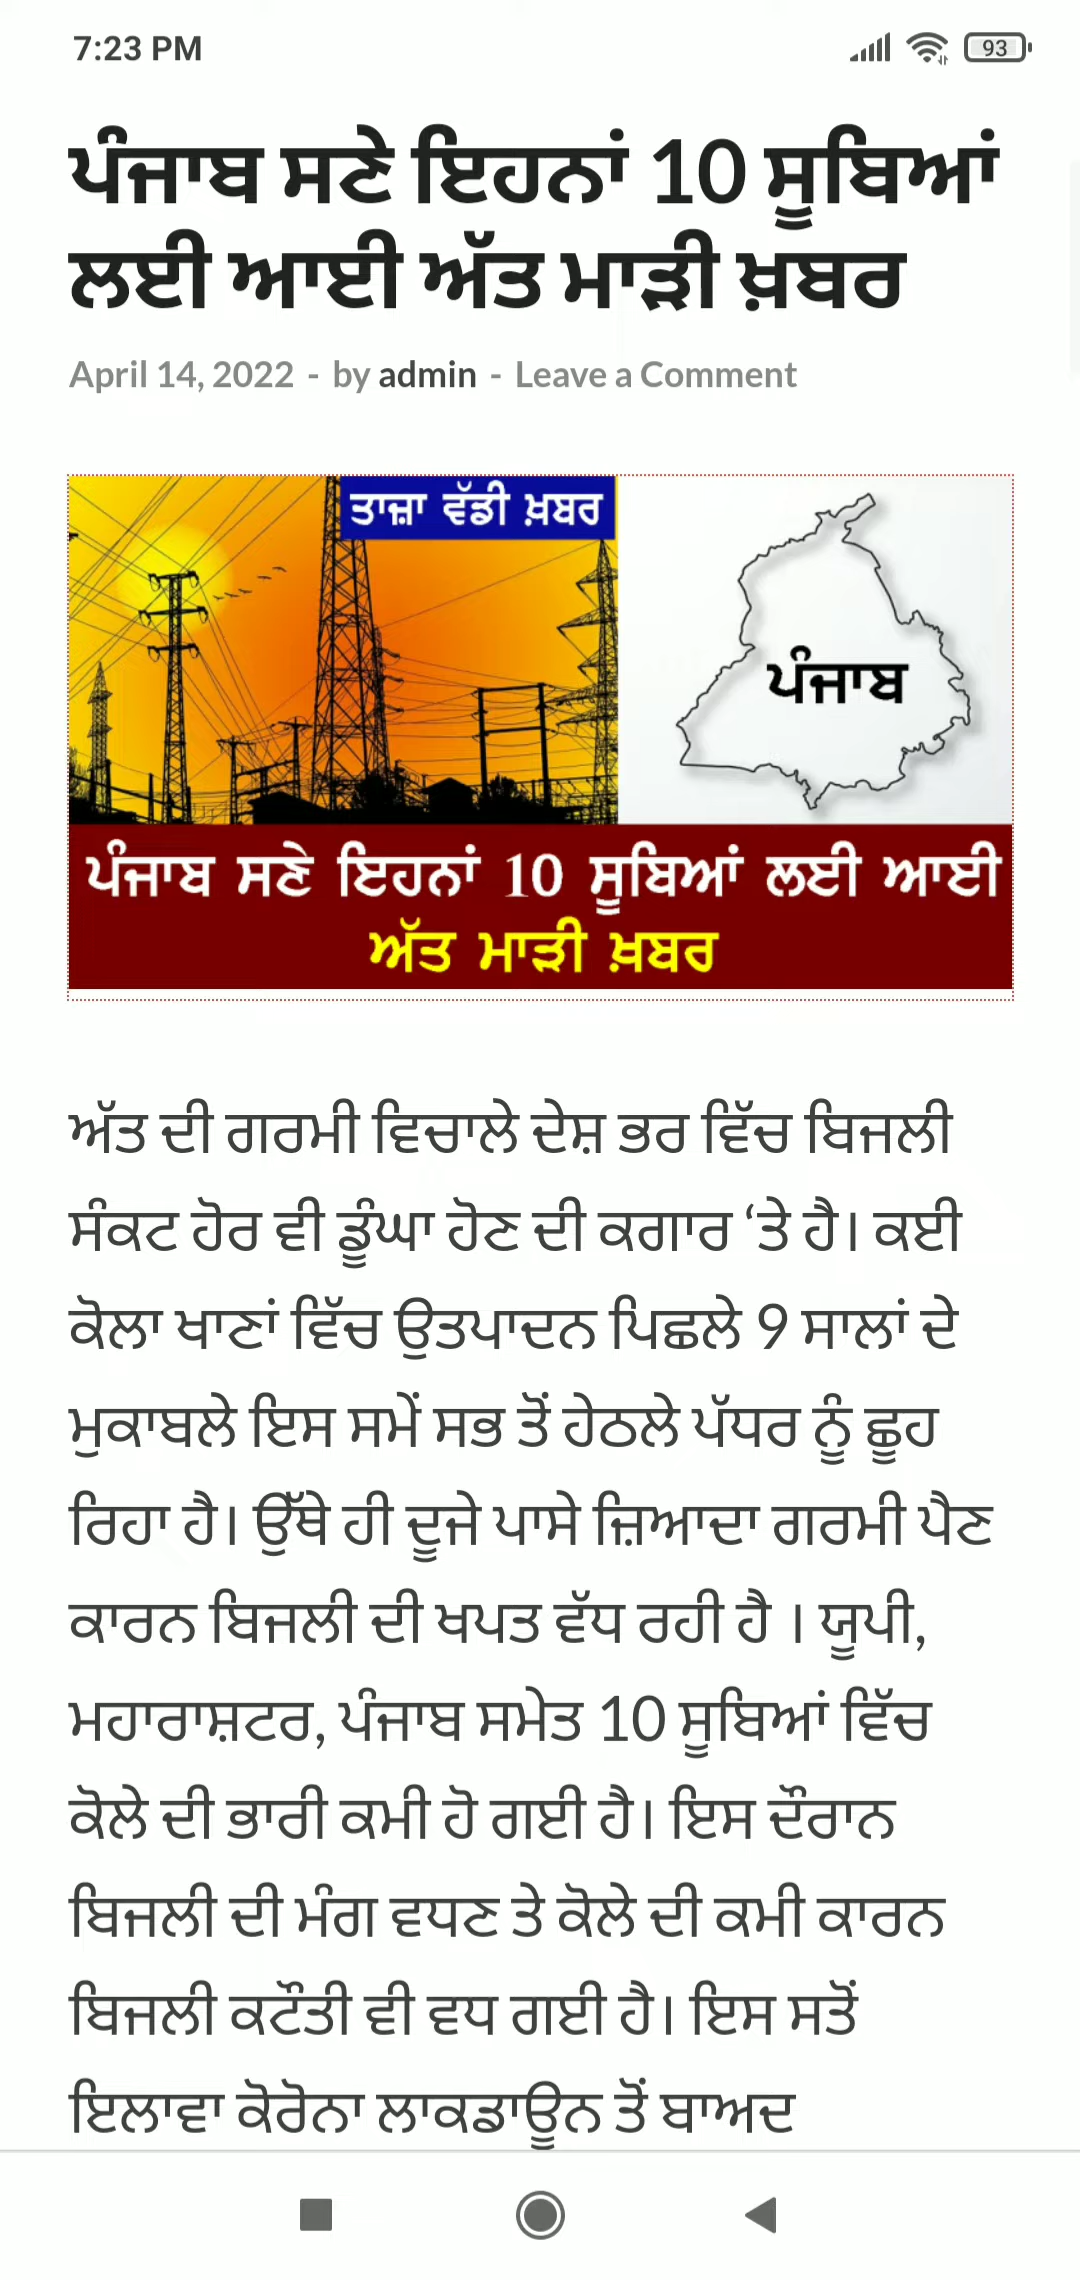 7:23 PM
93
ਪੰਜਾਬ ਸਣੇ ਇਹਨਾਂ 10 ਸੂਬਿਆਂ
ਲਈ ਆਈ ਅੱਤ ਮਾੜੀ ਖ਼ਬਰ
April 14, 2022 - by admin - Leave a Comment
ਤਾਜ਼ਾ ਵੱਡੀ ਖ਼ਬਰ
ਪੰਜਾਬ
ਪੰਜਾਬ ਸਣੇ ਇਹਨਾਂ 10 ਸੂਬਿਆਂ ਲਈ ਆਈ
ਅੱਤ ਮਾੜੀ ਖ਼ਬਰ
ਅੱਤ ਦੀ ਗਰਮੀ ਵਿਚਾਲੇ ਦੇਸ਼ ਭਰ ਵਿੱਚ ਬਿਜਲੀ
ਸੰਕਟ ਹੋਰ ਵੀ ਡੂੰਘਾ ਹੋਣ ਦੀ ਕਗਾਰ ‘ਤੇ ਹੈ। ਕਈ
ਕੋਲਾ ਖਾਣਾਂ ਵਿੱਚ ਉਤਪਾਦਨ ਪਿਛਲੇ 9 ਸਾਲਾਂ ਦੇ
ਮੁਕਾਬਲੇ ਇਸ ਸਮੇਂ ਸਭ ਤੋਂ ਹੇਠਲੇ ਪੱਧਰ ਨੂੰ ਛੂਹ
ਰਿਹਾ ਹੈ। ਉੱਥੇ ਹੀ ਦੂਜੇ ਪਾਸੇ ਜ਼ਿਆਦਾ ਗਰਮੀ ਪੈਣ
ਕਾਰਨ ਬਿਜਲੀ ਦੀ ਖਪਤ ਵੱਧ ਰਹੀ ਹੈ । ਯੂਪੀ,
ਮਹਾਰਾਸ਼ਟਰ, ਪੰਜਾਬ ਸਮੇਤ 10 ਸੂਬਿਆਂ ਵਿੱਚ
ਕੋਲੇ ਦੀ ਭਾਰੀ ਕਮੀ ਹੋ ਗਈ ਹੈ। ਇਸ ਦੌਰਾਨ
ਬਿਜਲੀ ਦੀ ਮੰਗ ਵਧਣ ਤੇ ਕੋਲੇ ਦੀ ਕਮੀ ਕਾਰਨ
ਬਿਜਲੀ ਕਟੌਤੀ ਵੀ ਵਧ ਗਈ ਹੈ। ਇਸ ਸਤੋਂ
ਇਲਾਵਾ ਕੋਰੋਨਾ ਲਾਕਡਾਊਨ ਤੋਂ ਬਾਅਦ